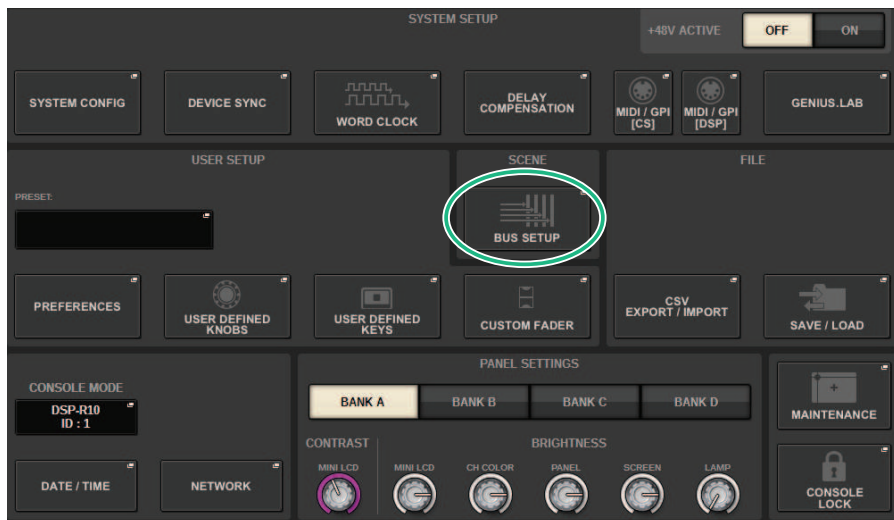 SYSTEM SETUP
+48V ACTIVE
OFF
ON
SYSTEM CONFIG
DEVICE SYNC
WORD CLOCK
DELAY
COMPENSATION
MIDI / GPI
[CS]
MIDI / GPI
[DSP]
GENIUS.LAB
USER SETUP
SCENE
FILE
PRESET:
BUS SETUP
PREFERENCES
USER DEFINED
KNOBS
USER DEFINED
KEYS
CUSTOM FADER
CSV
EXPORT / IMPORT
SAVE / LOAD
CONSOLE MODE
DSP-R10
ID : 1
DATE / TIME
NETWORK
PANEL SETTINGS
BANK A
BANK B
BANK C
BANK D
CONTRAST
BRIGHTNESS
MINI LCD
MINI LCD
CH COLOR
PANEL
SCREEN
LAMP
MAINTENANCE
CONSOLE
LOCK